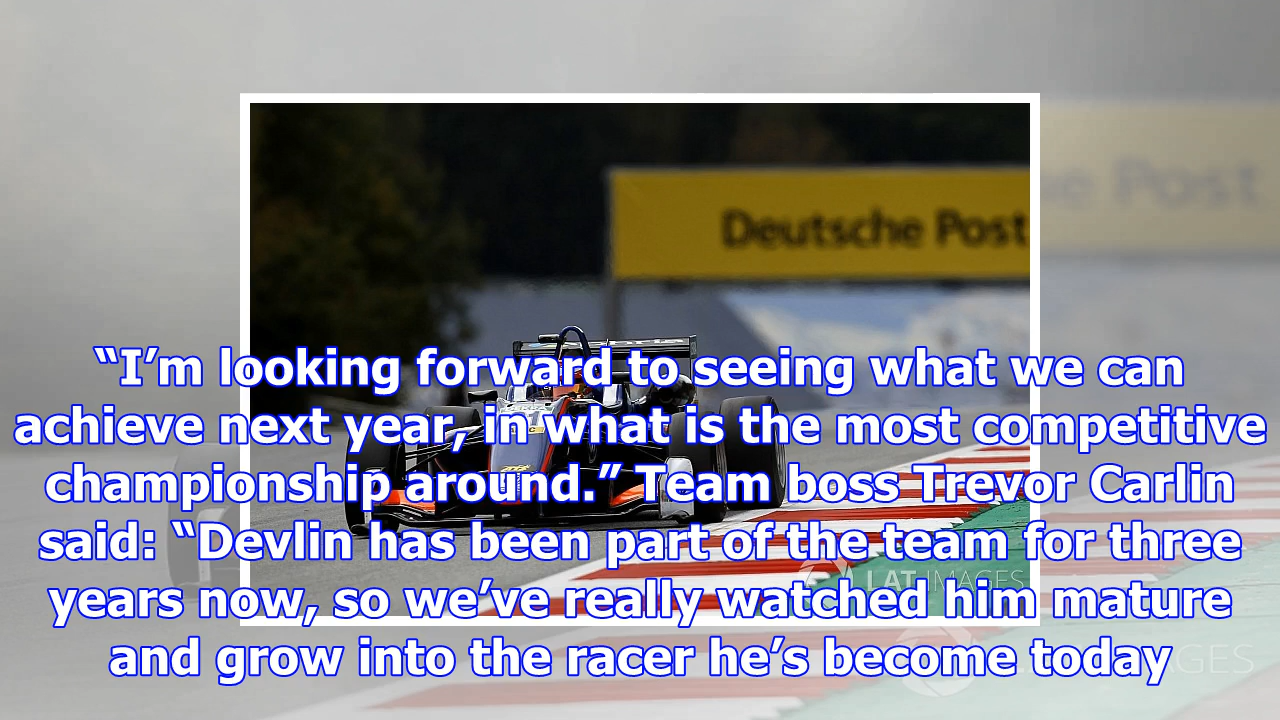 Deutsche Post
e Post
“I’m looking forward to seeing what we can
achieve next year, in what is the most competitive
championship around.” Team boss Trevor Carlin
said: “Devlin has been part of the team for three
years now, so we’ve really watched him mature
and grow into the racer he’s become today
LAT IMAGES
GES